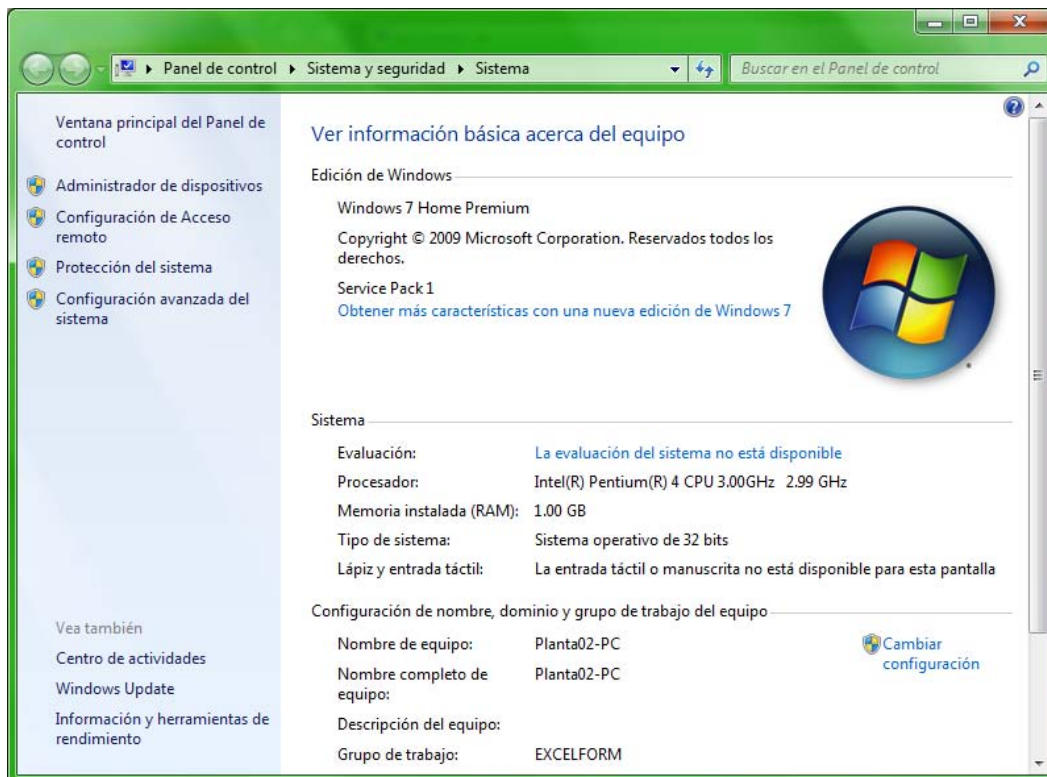 Panel de control ▸ Sistema y seguridad ▸ Sistema
Buscar en el Panel de control
Ventana principal del Panel de
control
Administrador de dispositivos
Configuración de Acceso
remoto
Protección del sistema
Configuración avanzada del
sistema
Vea también
Centro de actividades
Windows Update
Información y herramientas de
rendimiento
Ver información básica acerca del equipo
Edición de Windows
Windows 7 Home Premium
Copyright © 2009 Microsoft Corporation. Reservados todos los
derechos.
Service Pack 1
Obtener más características con una nueva edición de Windows 7
Sistema
Evaluación: La evaluación del sistema no está disponible
Procesador: Intel(R) Pentium(R) 4 CPU 3.00GHz 2.99 GHz
Memoria instalada (RAM): 1.00 GB
Tipo de sistema: Sistema operativo de 32 bits
Lápiz y entrada táctil: La entrada táctil o manuscrita no está disponible para esta pantalla
Configuración de nombre, dominio y grupo de trabajo del equipo
Nombre de equipo: Planta02-PC
Cambiar
configuración
Nombre completo de
equipo: Planta02-PC
Descripción del equipo:
Grupo de trabajo: EXCELFORM